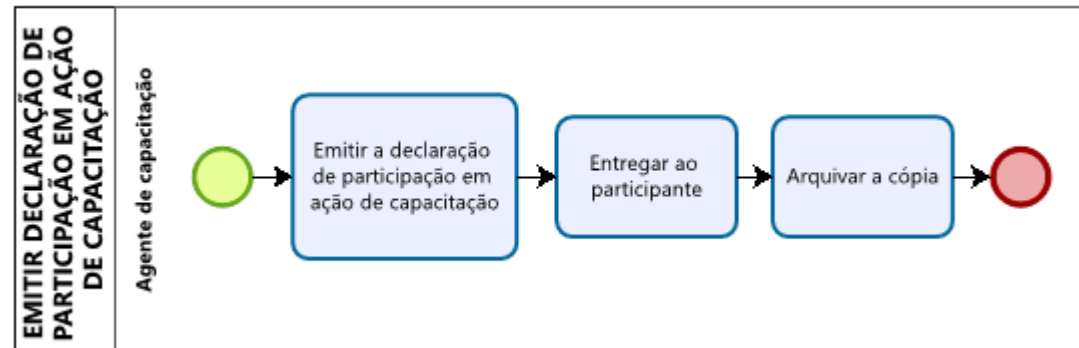 EMITIR DECLARAÇÃO DE
PARTICIPAÇÃO EM AÇÃO
DE CAPACITAÇÃO
Agente de capacitação
Emitir a declaração
de participação em
ação de capacitação
Entregar ao
participante
Arquivar a cópia